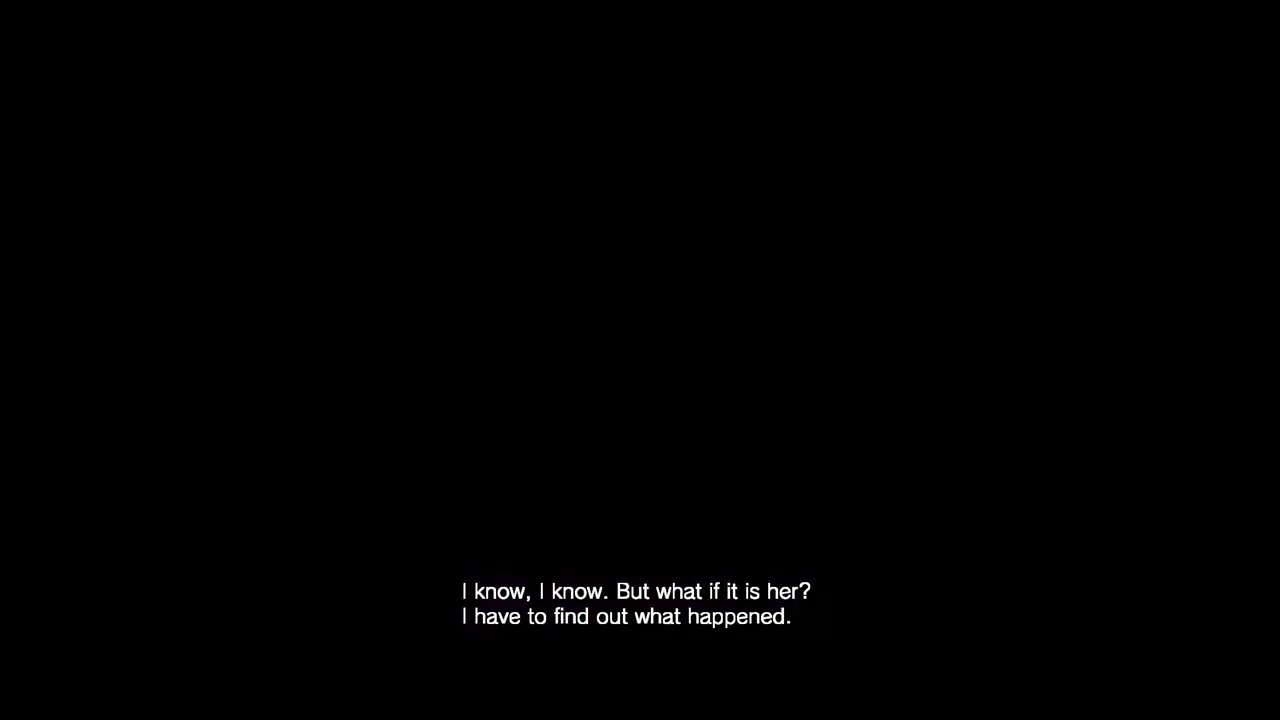 I know, I know. But what if it is her?
I have to find out what happened.